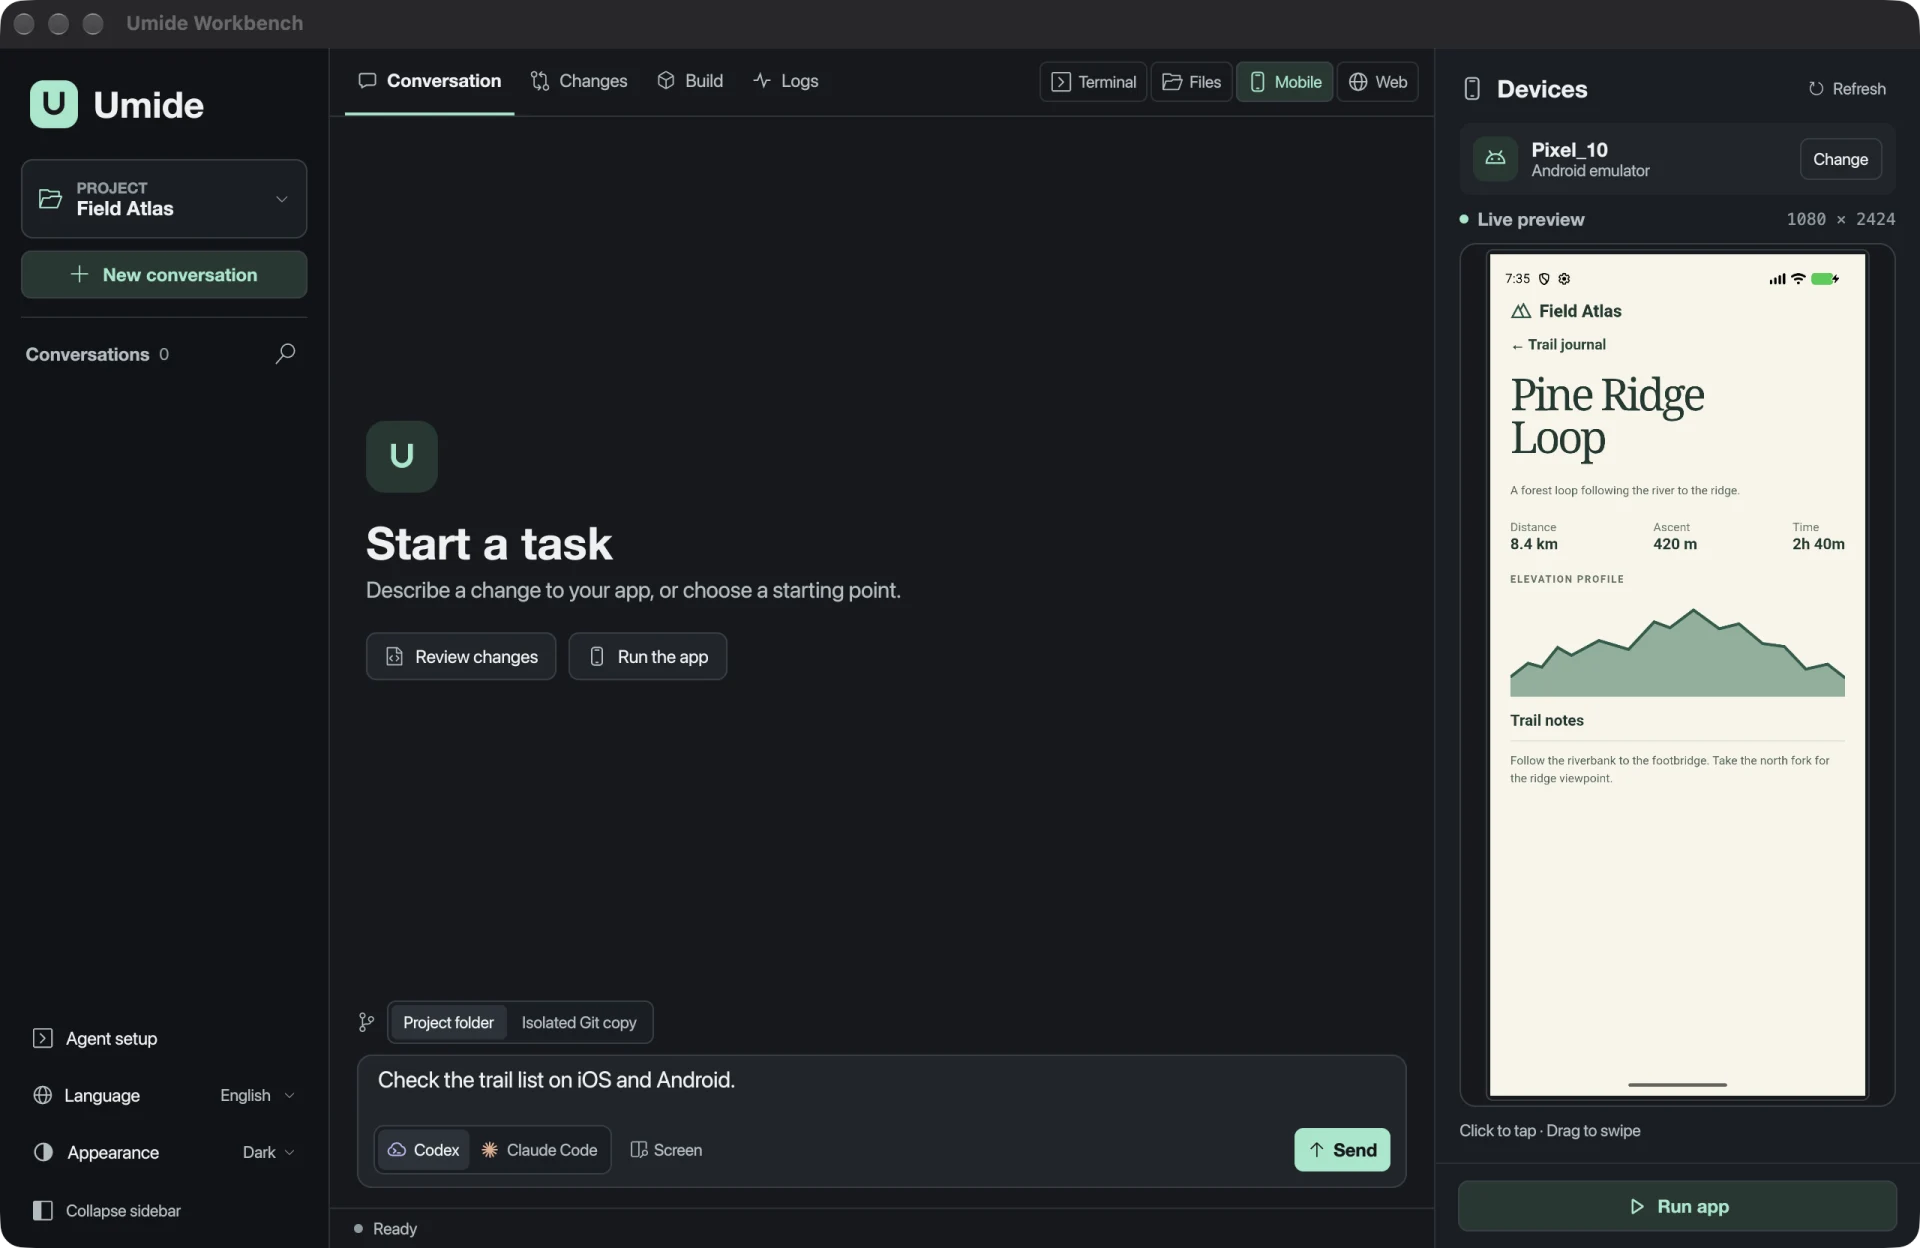 Umide Workbench
U Umide
PROJECT
Field Atlas
New conversation
Conversations 0
Agent setup
Language English
Appearance Dark
Collapse sidebar
Conversation Changes Build Logs
Terminal Files Mobile Web
U
Start a task
Describe a change to your app, or choose a starting point.
Review changes Run the app
Project folder Isolated Git copy
Check the trail list on iOS and Android.
Codex Claude Code Screen
Send
Ready
Devices
Refresh
Pixel_10
Android emulator
Change
Live preview 1080 × 2424
7:35
Field Atlas
← Trail journal
Pine Ridge
Loop
A forest loop following the river to the ridge.
Distance Ascent Time
8.4 km 420 m 2h 40m
ELEVATION PROFILE
Trail notes
Follow the riverbank to the footbridge. Take the north fork for
the ridge viewpoint.
Click to tap · Drag to swipe
Run app